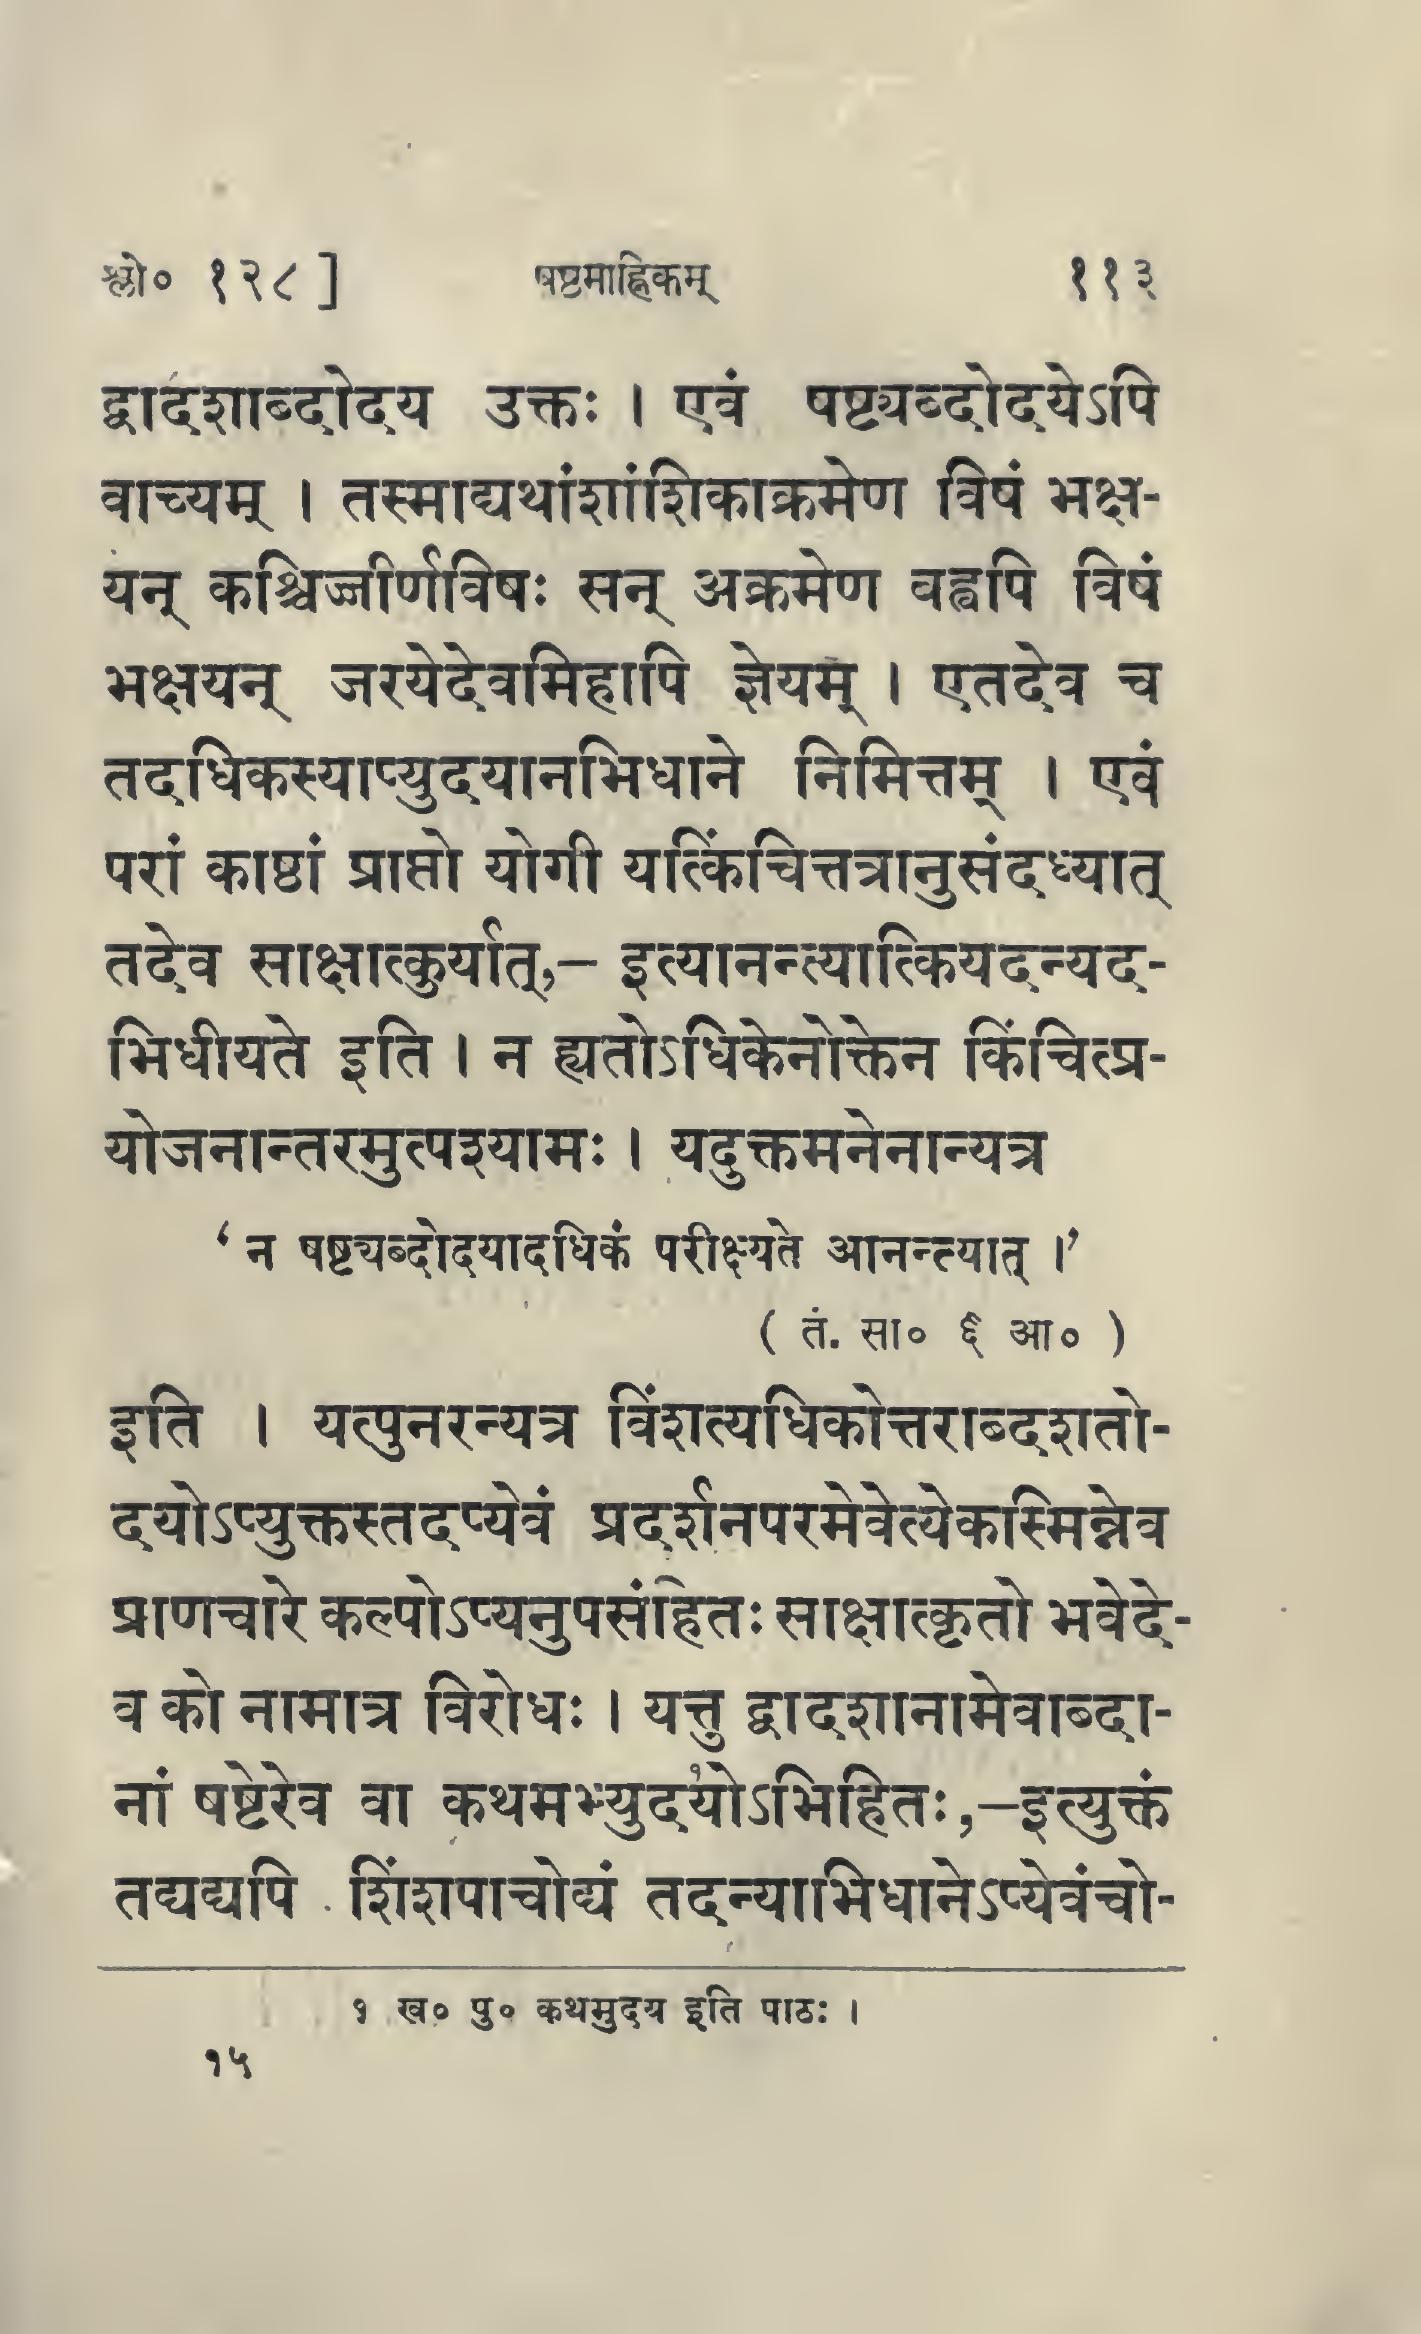 श्लो० १२८]    षष्ठमाह्निकम्    ११३
द्वादशाब्दोदय उक्तः । एवं षष्ट्यब्दोदयेऽपि
वाच्यम् । तस्माद्यथांशांशिकाक्रमेण विषं भक्ष-
यन् कश्चिज्जीर्णविषः सन् अक्रमेण बह्वपि विषं
भक्षयन् जरयेदेवमिहापि ज्ञेयम् । एतदेव च
तदधिकस्याप्युदयानभिधाने निमित्तम् । एवं
परां काष्ठां प्राप्तो योगी यत्किंचित्तत्रानुसंदध्यात्
तदेव साक्षात्कुर्यात्,— इत्यानन्त्यात्कियदन्यद-
भिधीयते इति । न ह्यतोऽधिकेनोक्तेन किंचित्प्र-
योजनान्तरमुत्पश्यामः । यदुक्तमनेनान्यत्र
‘न षष्ट्यब्दोदयादधिकं परीक्ष्यते आनन्त्यात् ।’
( तं. सा० ६ आ० )
इति । यत्पुनरन्यत्र विंशत्यधिकोत्तराब्दशतो-
दयोऽप्युक्तस्तदप्येवं प्रदर्शनपरमेवेत्येकस्मिन्नेव
प्राणचारे कल्पोऽप्यनुपसंहितः साक्षात्कृतो भवेदे-
व को नामात्र विरोधः । यत्तु द्वादशानामेवाब्दा-
नां षष्टेरेव वा कथमभ्युदयो१ऽभिहितः,—इत्युक्तं
तद्यद्यपि शिंशपाचोद्यं तदन्याभिधानेऽप्येवंचो-
१ ख० पु० कथमुदय इति पाठः ।
१५